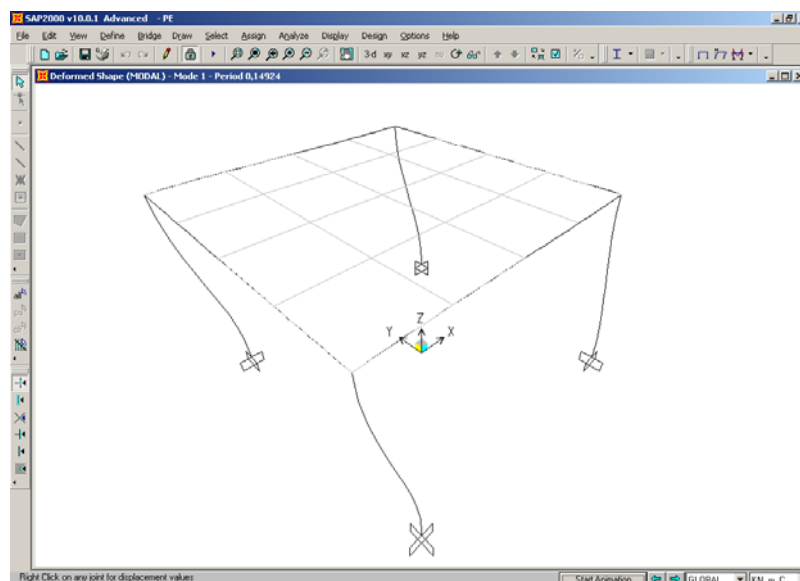 SAP2000 v10.0.1 Advanced - PE
File Edit View Define Bridge Draw Select Assign Analyze Display Design Options Help
3-d xy xz yz nv
Deformed Shape (MODAL) - Mode 1 - Period 0,14924
Z
Y X
Right Click on any joint for displacement values Start Animation GLOBAL KN, m, C